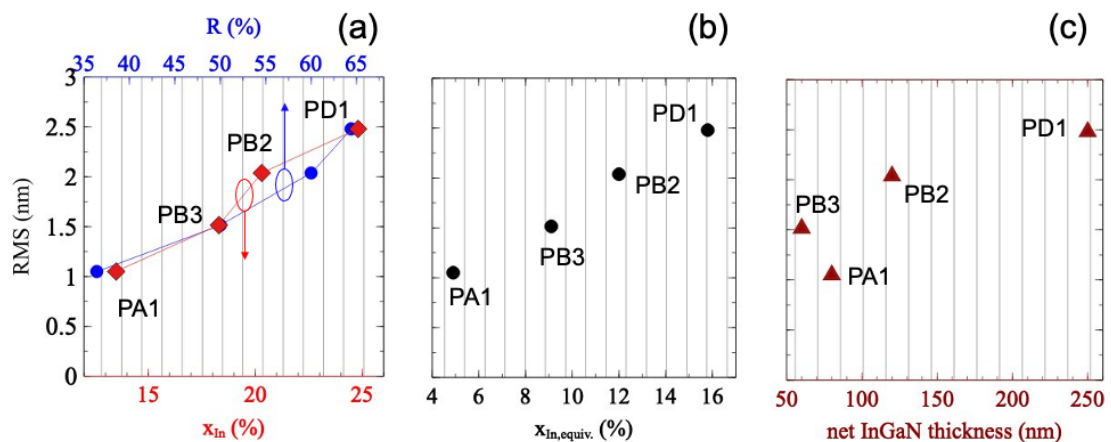 R (%)
(a)
35 40 45 50 55 60 65
3
2.5
2
1.5
1
0.5
0
RMS (nm)
PD1
PB2
PB3
PA1
15 20 25
x_In (%)
(b)
PD1
PB2
PB3
PA1
4 6 8 10 12 14 16
x_In,equiv. (%)
(c)
PD1
PB3
PB2
PA1
50 100 150 200 250
net InGaN thickness (nm)